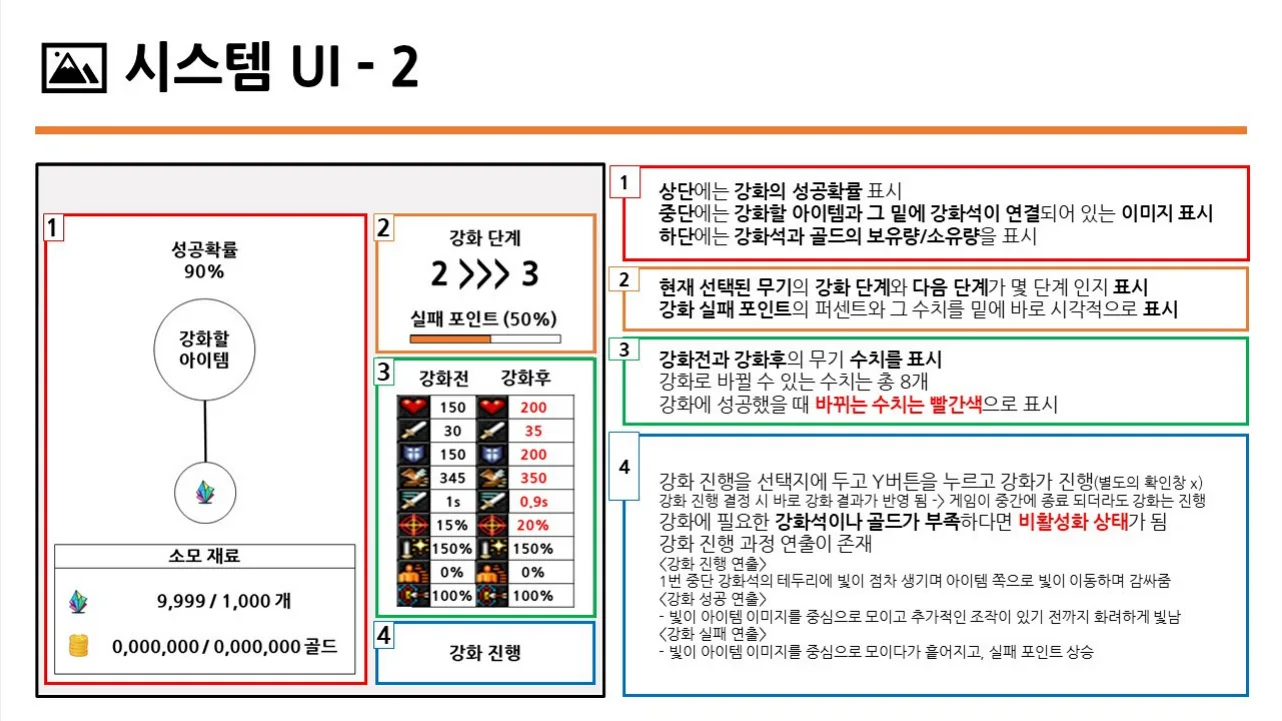 시스템 UI - 2
1
성공확률
90%
강화할
아이템
소모 재료
9,999 / 1,000 개
0,000,000 / 0,000,000 골드
2
강화 단계
2 >>> 3
실패 포인트 (50%)
3
강화전 강화후
150 200
30 35
150 200
345 350
1s 0.9s
15% 20%
150% 150%
0% 0%
100% 100%
4
강화 진행
1
상단에는 강화의 성공확률 표시
중단에는 강화할 아이템과 그 밑에 강화석이 연결되어 있는 이미지 표시
하단에는 강화석과 골드의 보유량/소유량을 표시
2
현재 선택된 무기의 강화 단계와 다음 단계가 몇 단계 인지 표시
강화 실패 포인트의 퍼센트와 그 수치를 밑에 바로 시각적으로 표시
3
강화전과 강화후의 무기 수치를 표시
강화로 바뀔 수 있는 수치는 총 8개
강화에 성공했을 때 바뀌는 수치는 빨간색으로 표시
4
강화 진행을 선택지에 두고 Y버튼을 누르고 강화가 진행(별도의 확인창 x)
강화 진행 결정 시 바로 강화 결과가 반영 됨 -> 게임이 중간에 종료 되더라도 강화는 진행
강화에 필요한 강화석이나 골드가 부족하다면 비활성화 상태가 됨
강화 진행 과정 연출이 존재
<강화 진행 연출>
1번 중단 강화석의 테두리에 빛이 점차 생기며 아이템 쪽으로 빛이 이동하며 감싸줌
<강화 성공 연출>
- 빛이 아이템 이미지를 중심으로 모이고 추가적인 조작이 있기 전까지 화려하게 빛남
<강화 실패 연출>
- 빛이 아이템 이미지를 중심으로 모이다가 흩어지고, 실패 포인트 상승